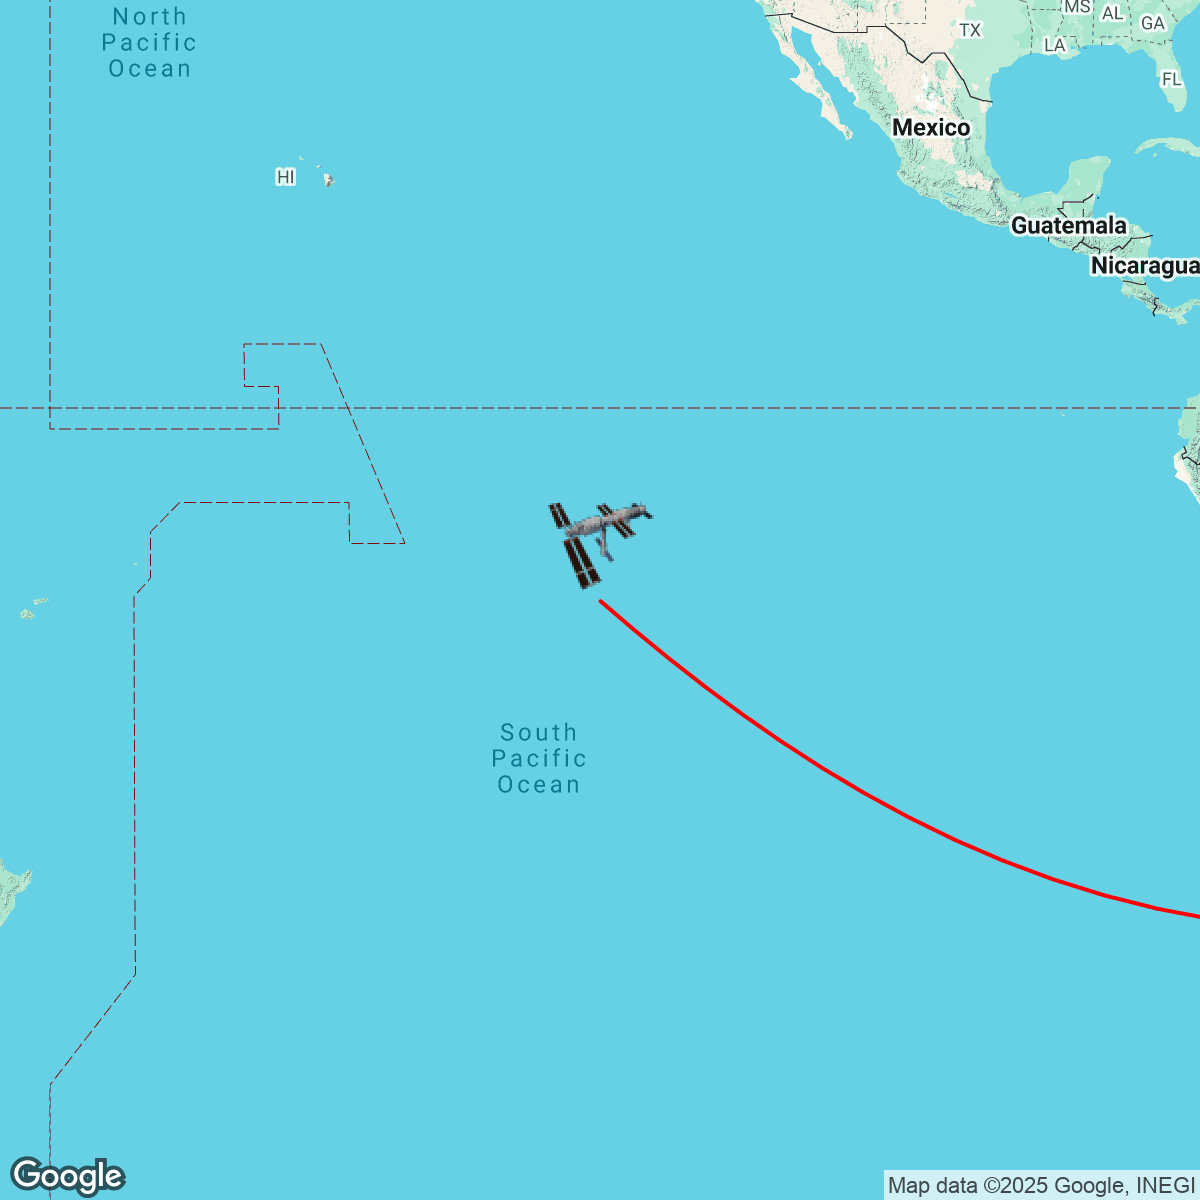 North
Pacific
Ocean
MS
AL
GA
TX
LA
FL
Mexico
HI
Guatemala
Nicaragua
South
Pacific
Ocean
Google
Map data ©2025 Google, INEGI